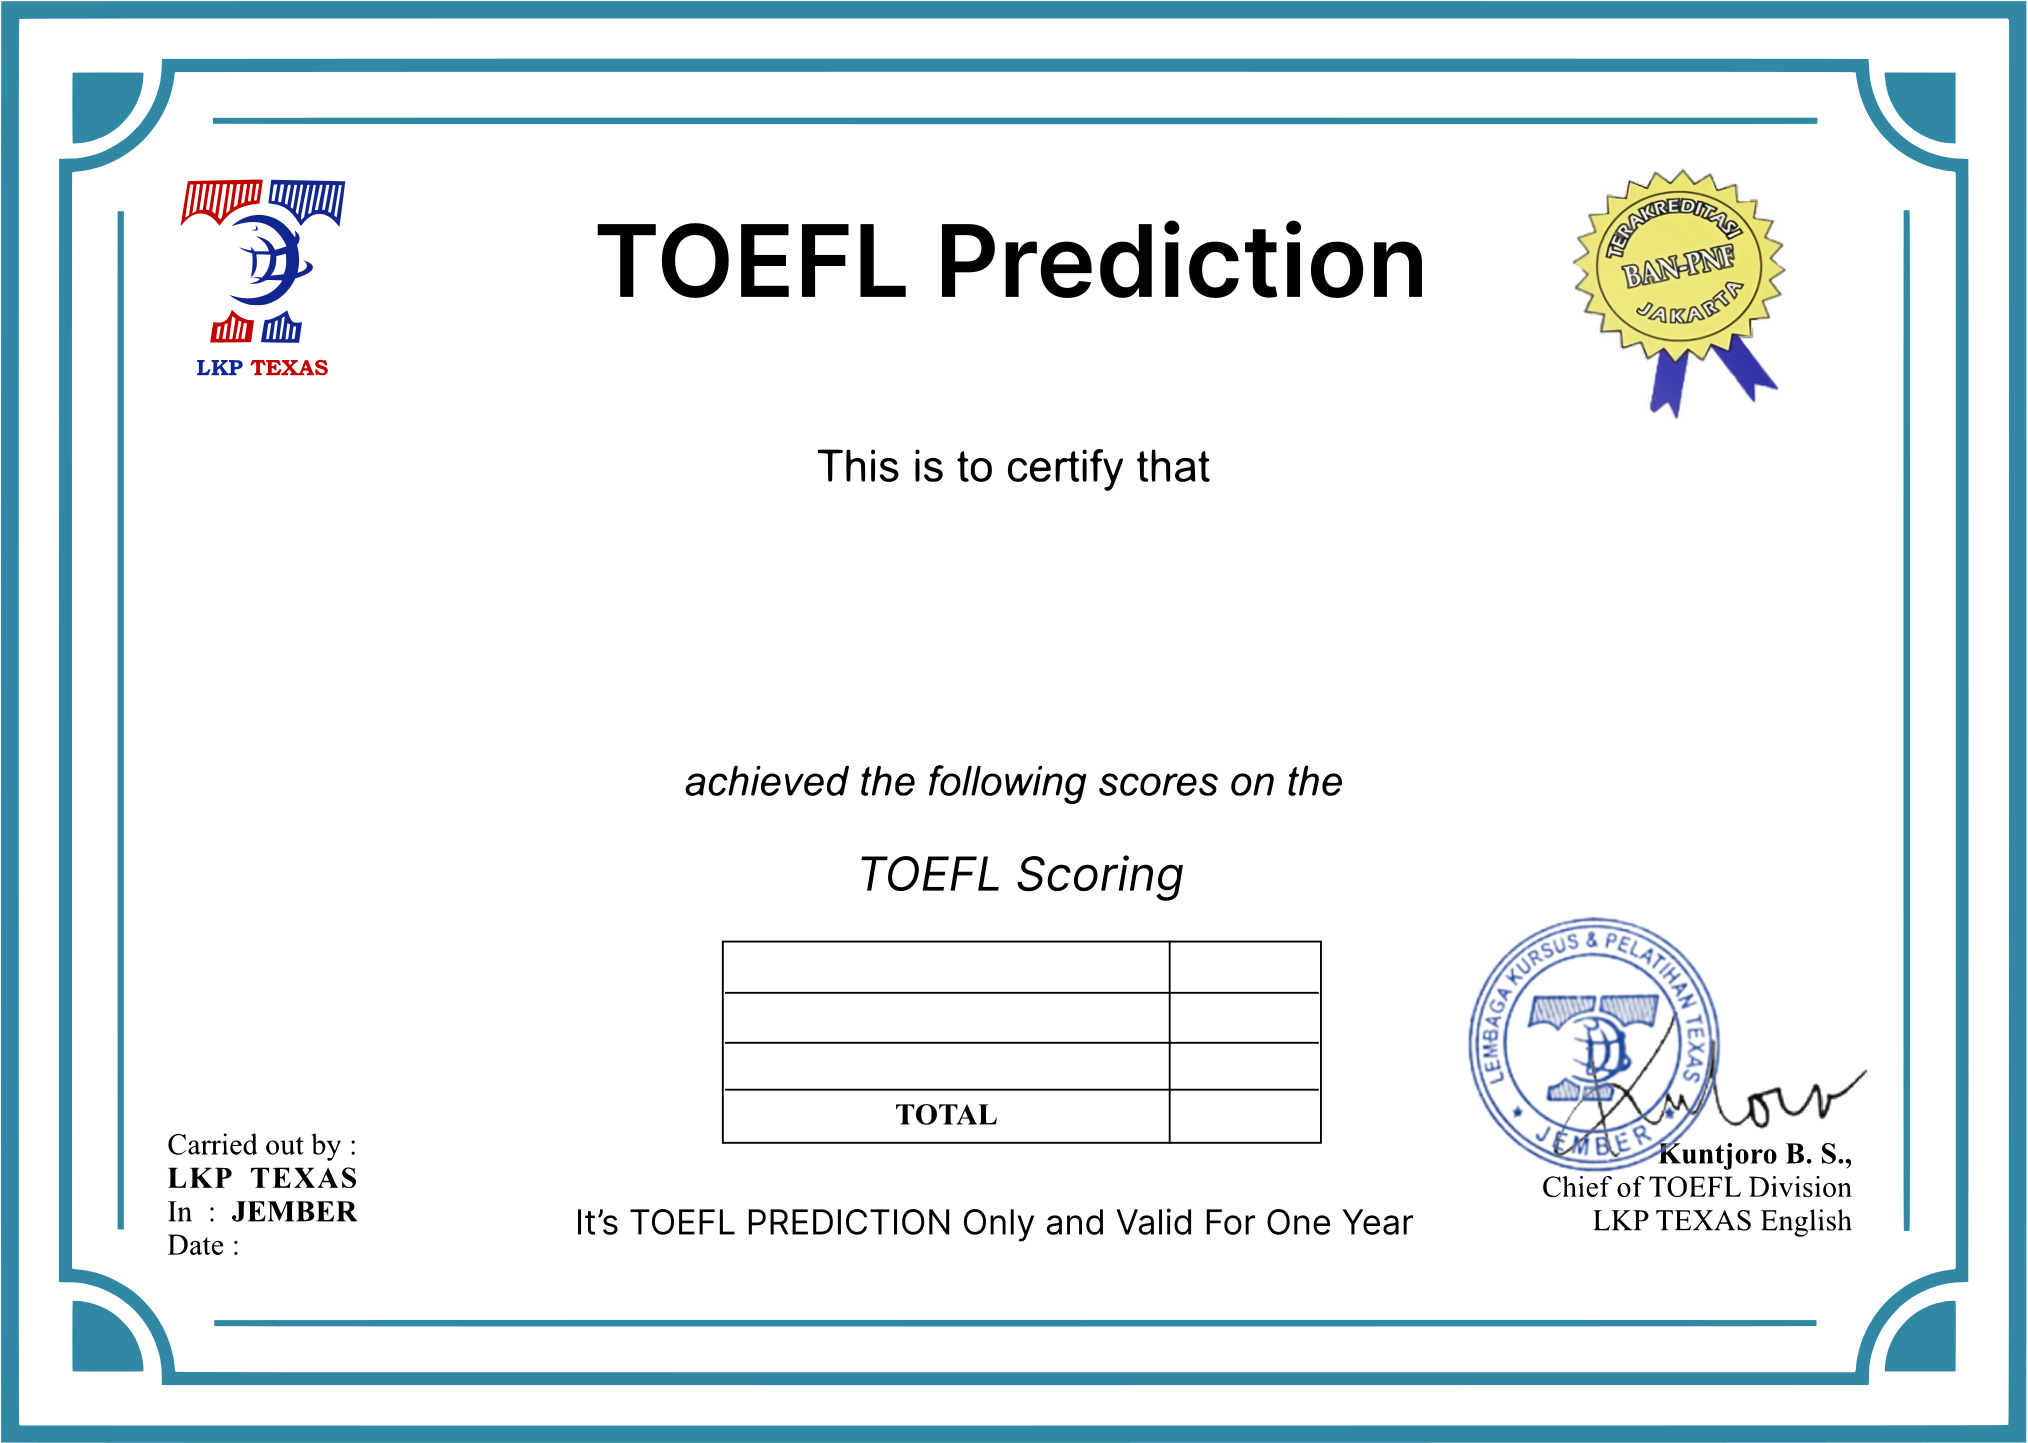 TOEFL Prediction
LKP TEXAS
TERAKREDITASI
BAN-PNF
JAKARTA
This is to certify that
achieved the following scores on the
TOEFL Scoring
TOTAL
LEMBAGA KURSUS & PELATIHAN TEXAS
JEMBER
Carried out by :
LKP TEXAS
In : JEMBER
Date :
It's TOEFL PREDICTION Only and Valid For One Year
Kuntjoro B. S.,
Chief of TOEFL Division
LKP TEXAS English